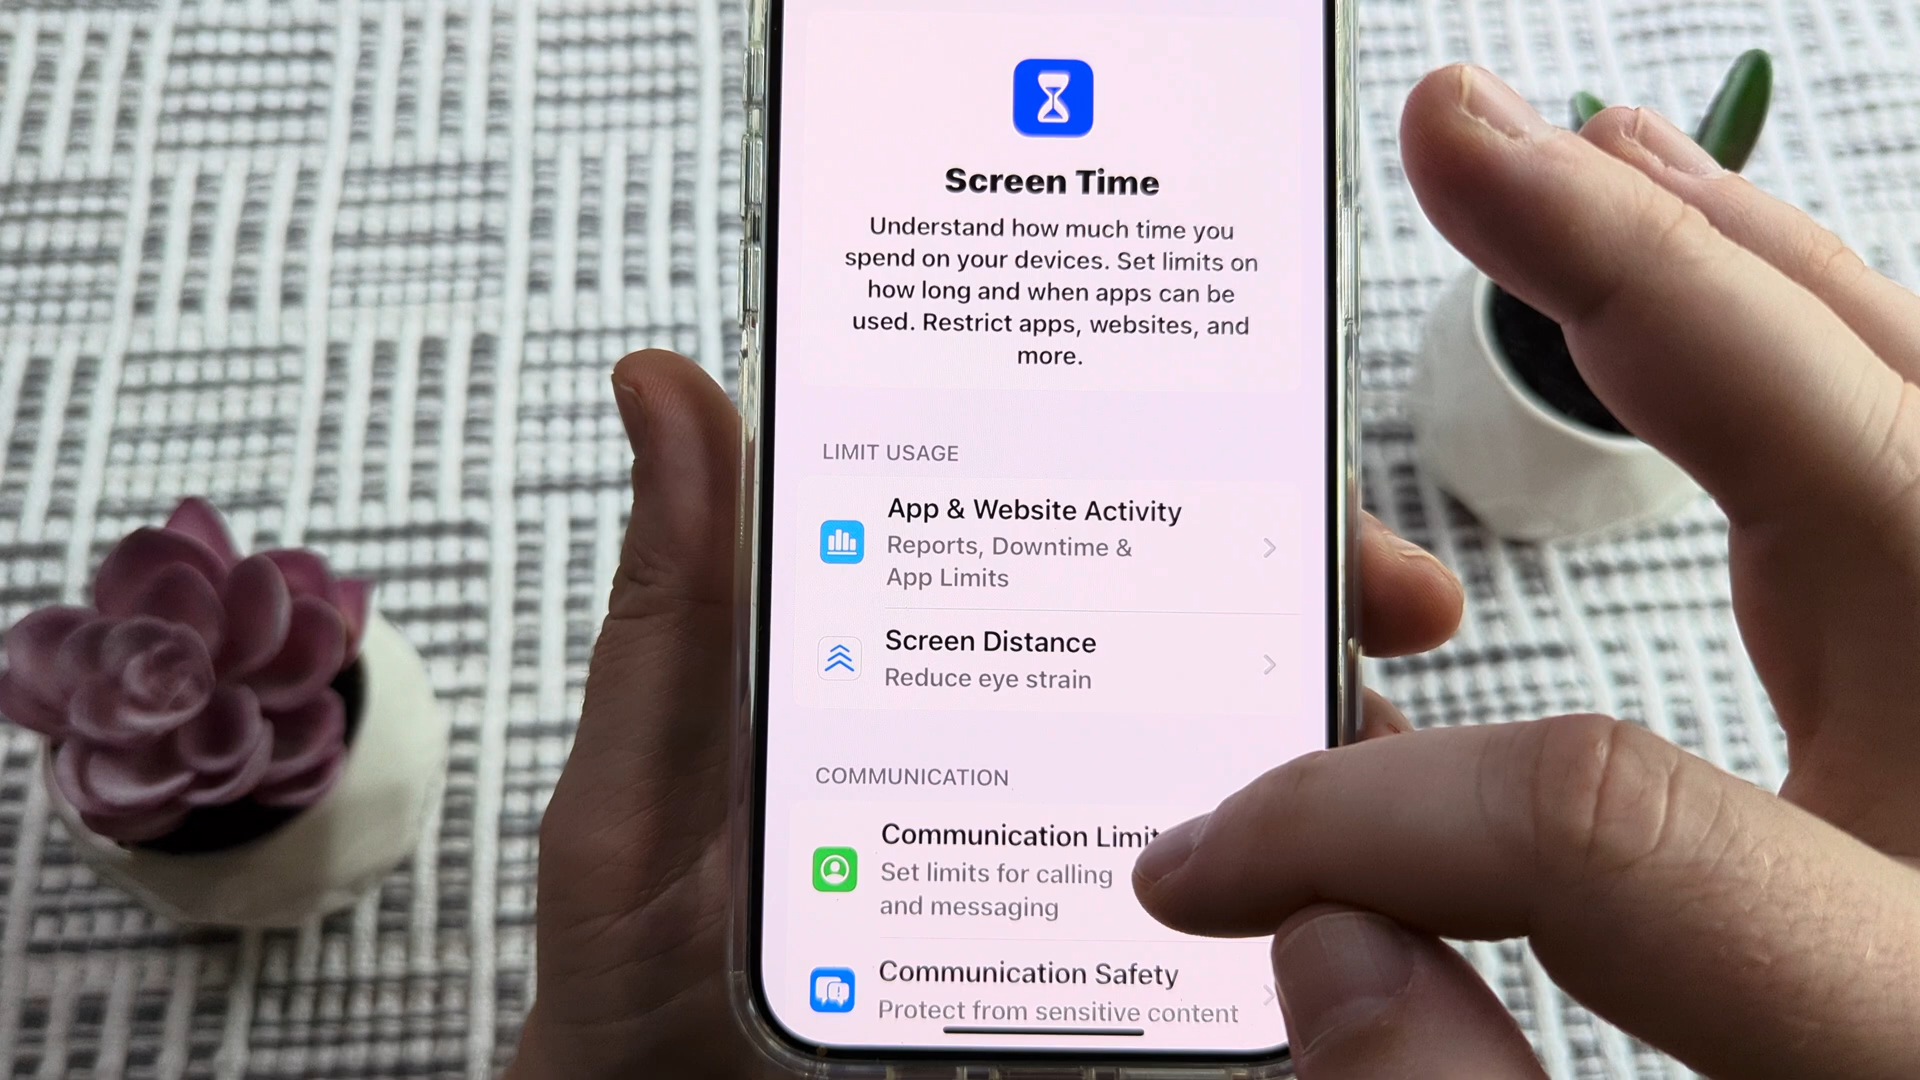 Screen Time
Understand how much time you
spend on your devices. Set limits on
how long and when apps can be
used. Restrict apps, websites, and
more.
LIMIT USAGE
App & Website Activity
Reports, Downtime &
App Limits
Screen Distance
Reduce eye strain
COMMUNICATION
Communication Limit
Set limits for calling
and messaging
Communication Safety
Protect from sensitive content